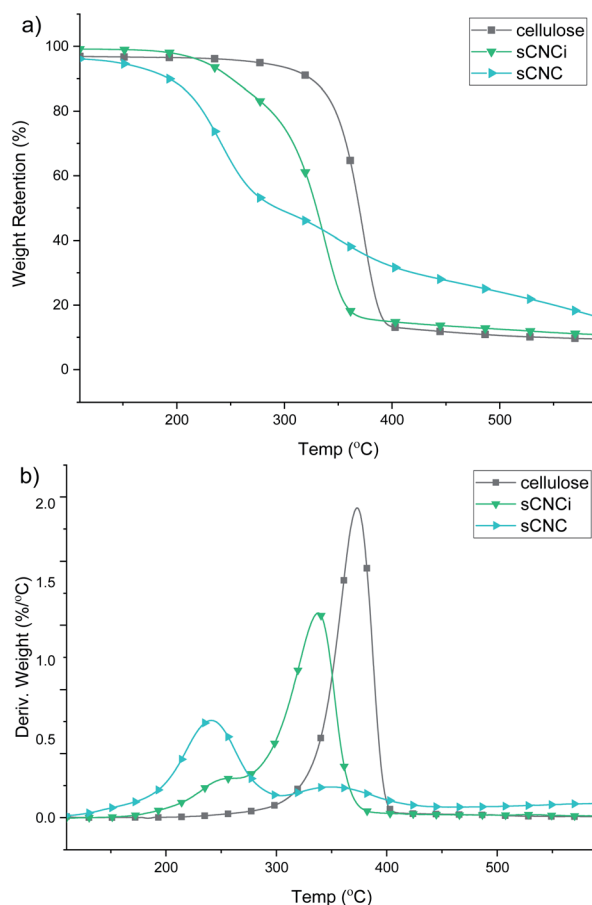 a)
cellulose
sCNCi
sCNC
100
80
60
40
20
0
Weight Retention (%)
200 300 400 500
Temp (°C)
b)
cellulose
sCNCi
sCNC
2.0
1.5
1.0
0.5
0.0
Deriv. Weight (%/°C)
200 300 400 500
Temp (°C)